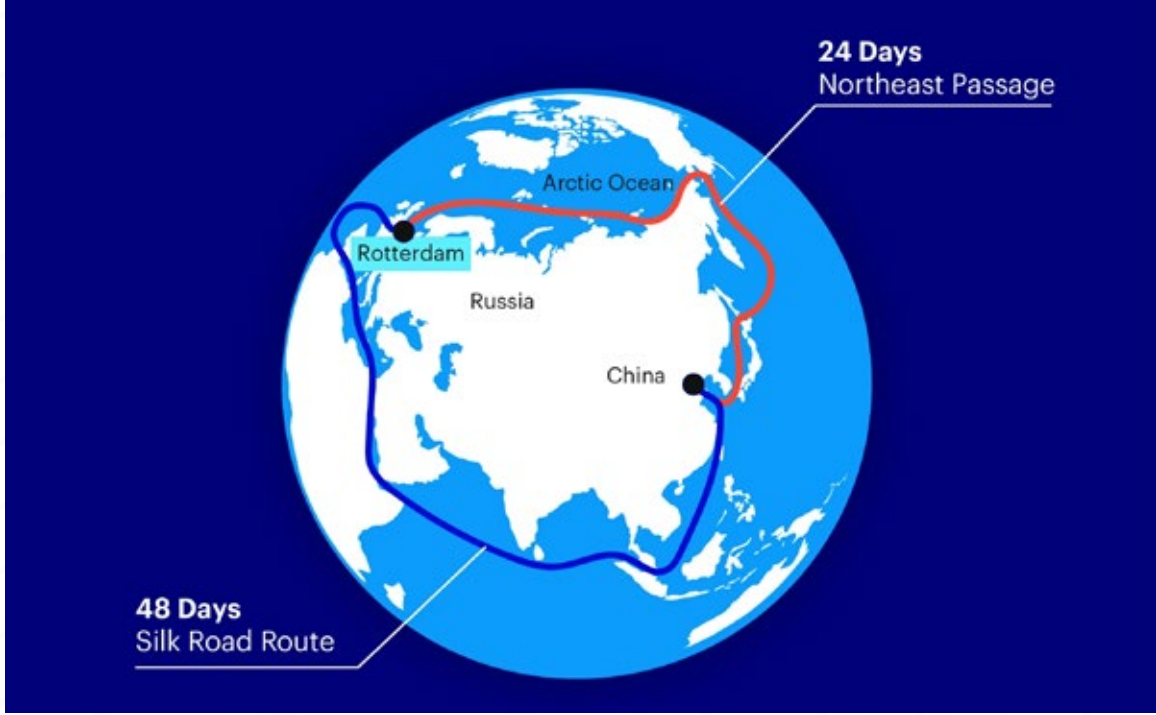 24 Days
Northeast Passage
Arctic Ocean
Rotterdam
Russia
China
48 Days
Silk Road Route